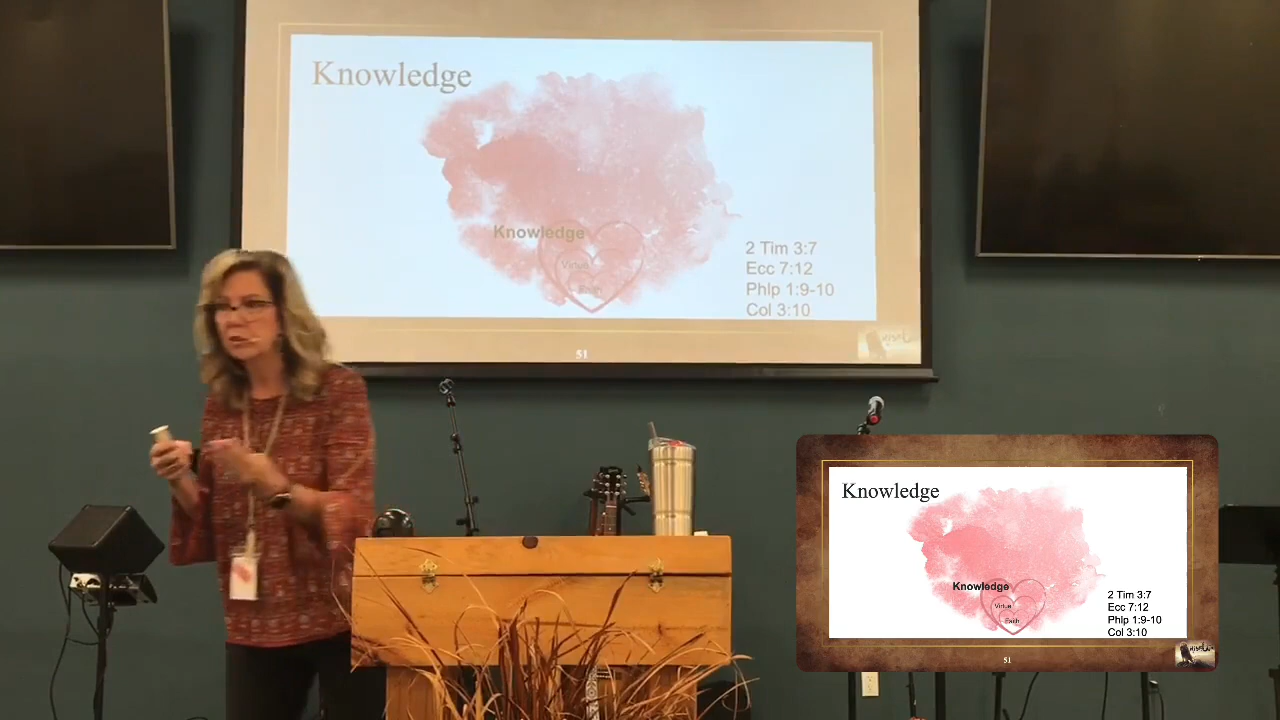 Knowledge
Knowledge
Virtue
Faith
2 Tim 3:7
Ecc 7:12
Phlp 1:9-10
Col 3:10
51
Knowledge
Knowledge
Virtue
Faith
2 Tim 3:7
Ecc 7:12
Phlp 1:9-10
Col 3:10
51